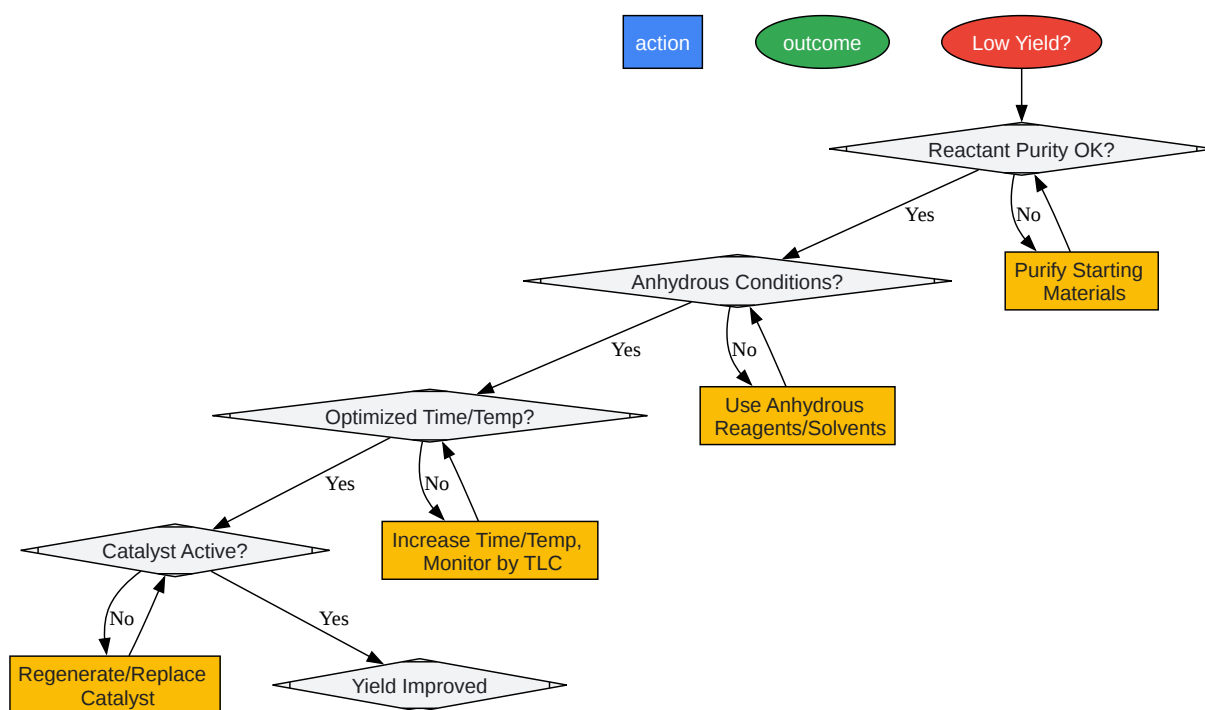 action
outcome
Low Yield?
Reactant Purity OK?
Yes
No
Purify Starting
Materials
Anhydrous Conditions?
Yes
No
Use Anhydrous
Reagents/Solvents
Optimized Time/Temp?
Yes
No
Increase Time/Temp,
Monitor by TLC
Catalyst Active?
No
Yes
Regenerate/Replace
Catalyst
Yield Improved